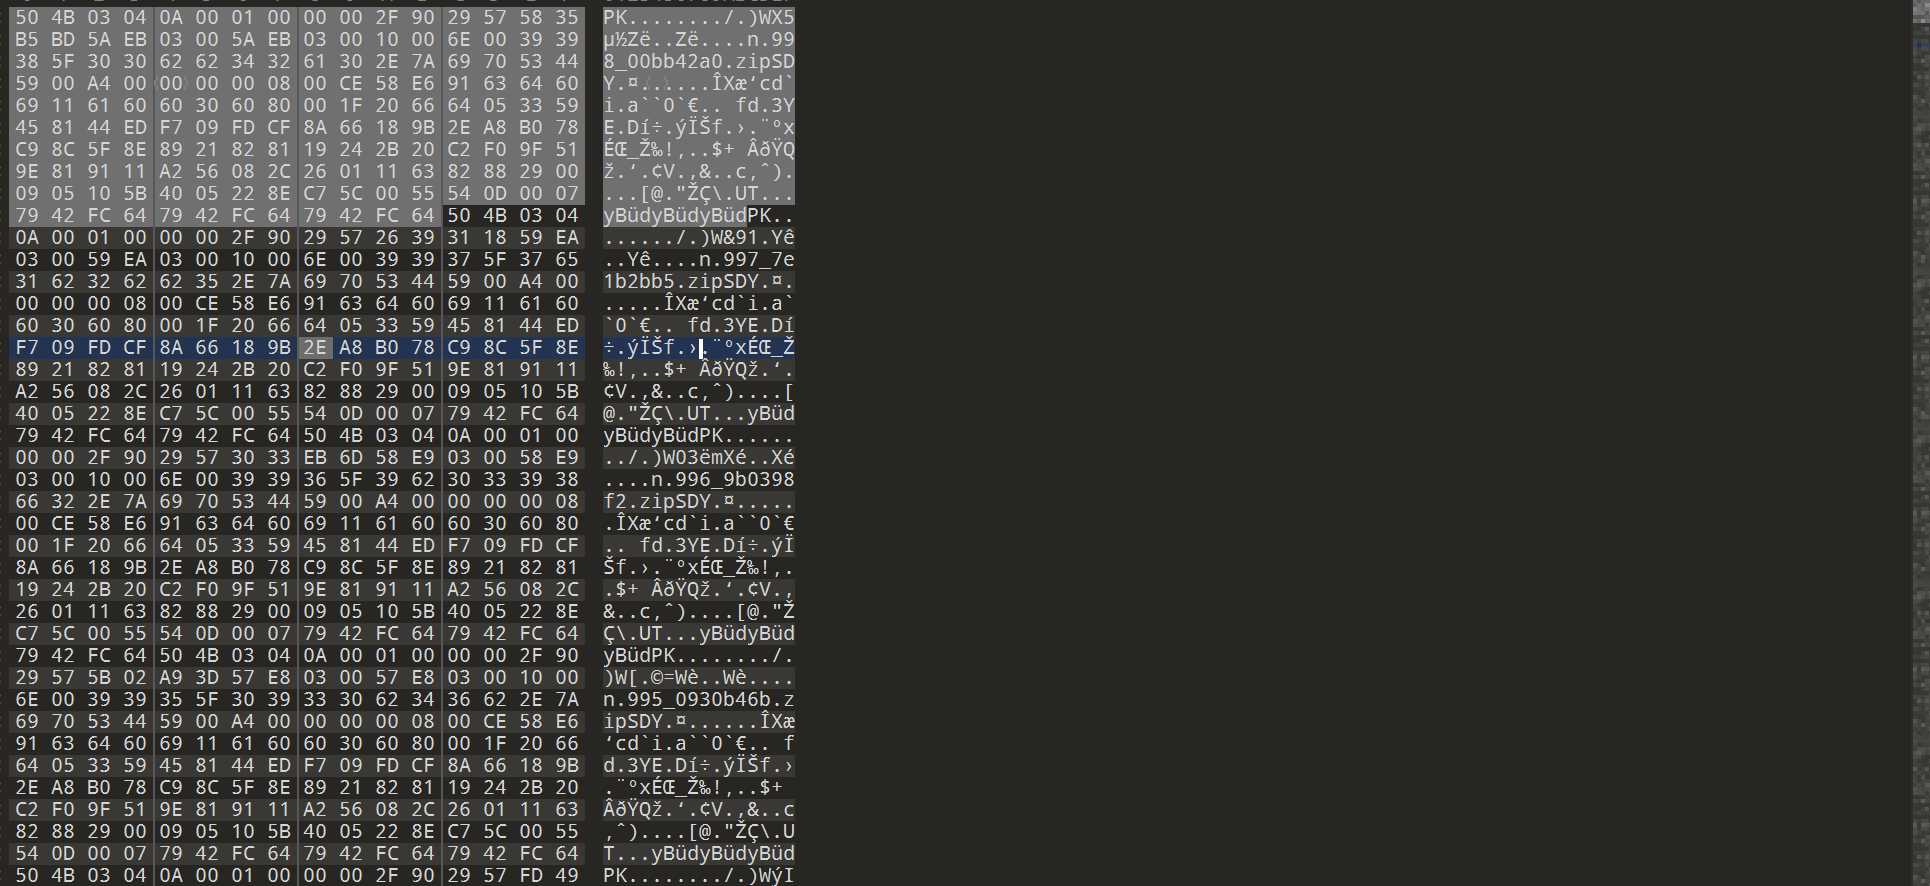 50 4B 03 04 0A 00 01 00 00 00 2F 90 29 57 58 35 PK......../.)WX5
B5 BD 5A EB 03 00 5A EB 03 00 10 00 6E 00 39 39 µ½Zë..Zë....n.99
38 5F 30 30 62 62 34 32 61 30 2E 7A 69 70 53 44 8_00bb42a0.zipSD
59 00 A4 00 00 00 00 08 00 CE 58 E6 91 63 64 60 Y.¤......ÎXæ‘cd`
69 11 61 60 60 30 60 80 00 1F 20 66 64 05 33 59 i.a``0`€.. fd.3Y
45 81 44 ED F7 09 FD CF 8A 66 18 9B 2E A8 B0 78 E.Dí÷.ýÏŠf.›.¨°x
C9 8C 5F 8E 89 21 82 81 19 24 2B 20 C2 F0 9F 51 ÉŒ_Ž‰!‚..$+ ÂðŸQ
9E 81 91 11 A2 56 08 2C 26 01 11 63 82 88 29 00 ž.‘.¢V.,&..c‚ˆ).
09 05 10 5B 40 05 22 8E C7 5C 00 55 54 0D 00 07 ...[@."ŽÇ\.UT...
79 42 FC 64 79 42 FC 64 79 42 FC 64 50 4B 03 04 yBüdyBüdyBüdPK..
0A 00 01 00 00 00 2F 90 29 57 26 39 31 18 59 EA ....../.)W&91.Yê
03 00 59 EA 03 00 10 00 6E 00 39 39 37 5F 37 65 ..Yê....n.997_7e
31 62 32 62 62 35 2E 7A 69 70 53 44 59 00 A4 00 1b2bb5.zipSDY.¤.
00 00 00 08 00 CE 58 E6 91 63 64 60 69 11 61 60 .....ÎXæ‘cd`i.a`
60 30 60 80 00 1F 20 66 64 05 33 59 45 81 44 ED `0`€.. fd.3YE.Dí
F7 09 FD CF 8A 66 18 9B 2E A8 B0 78 C9 8C 5F 8E ÷.ýÏŠf.›.¨°xÉŒ_Ž
89 21 82 81 19 24 2B 20 C2 F0 9F 51 9E 81 91 11 ‰!‚..$+ ÂðŸQž.‘.
A2 56 08 2C 26 01 11 63 82 88 29 00 09 05 10 5B ¢V.,&..c‚ˆ)....[
40 05 22 8E C7 5C 00 55 54 0D 00 07 79 42 FC 64 @."ŽÇ\.UT...yBüd
79 42 FC 64 79 42 FC 64 50 4B 03 04 0A 00 01 00 yBüdyBüdPK......
00 00 2F 90 29 57 30 33 EB 6D 58 E9 03 00 58 E9 ../.)W03ëmXé..Xé
03 00 10 00 6E 00 39 39 36 5F 39 62 30 33 39 38 ....n.996_9b0398
66 32 2E 7A 69 70 53 44 59 00 A4 00 00 00 00 08 f2.zipSDY.¤.....
00 CE 58 E6 91 63 64 60 69 11 61 60 60 30 60 80 .ÎXæ‘cd`i.a``0`€
00 1F 20 66 64 05 33 59 45 81 44 ED F7 09 FD CF .. fd.3YE.Dí÷.ýÏ
8A 66 18 9B 2E A8 B0 78 C9 8C 5F 8E 89 21 82 81 Šf.›.¨°xÉŒ_Ž‰!‚.
19 24 2B 20 C2 F0 9F 51 9E 81 91 11 A2 56 08 2C .$+ ÂðŸQž.‘.¢V.,
26 01 11 63 82 88 29 00 09 05 10 5B 40 05 22 8E &..c‚ˆ)....[@."Ž
C7 5C 00 55 54 0D 00 07 79 42 FC 64 79 42 FC 64 Ç\.UT...yBüdyBüd
79 42 FC 64 50 4B 03 04 0A 00 01 00 00 00 2F 90 yBüdPK......../.
29 57 5B 02 A9 3D 57 E8 03 00 57 E8 03 00 10 00 )W[.©=Wè..Wè....
6E 00 39 39 35 5F 30 39 33 30 62 34 36 62 2E 7A n.995_0930b46b.z
69 70 53 44 59 00 A4 00 00 00 00 08 00 CE 58 E6 ipSDY.¤......ÎXæ
91 63 64 60 69 11 61 60 60 30 60 80 00 1F 20 66 ‘cd`i.a``0`€.. f
64 05 33 59 45 81 44 ED F7 09 FD CF 8A 66 18 9B d.3YE.Dí÷.ýÏŠf.›
2E A8 B0 78 C9 8C 5F 8E 89 21 82 81 19 24 2B 20 .¨°xÉŒ_Ž‰!‚..$+
C2 F0 9F 51 9E 81 91 11 A2 56 08 2C 26 01 11 63 ÂðŸQž.‘.¢V.,&..c
82 88 29 00 09 05 10 5B 40 05 22 8E C7 5C 00 55 ‚ˆ)....[@."ŽÇ\.U
54 0D 00 07 79 42 FC 64 79 42 FC 64 79 42 FC 64 T...yBüdyBüdyBüd
50 4B 03 04 0A 00 01 00 00 00 2F 90 29 57 FD 49 PK......../.)WýI